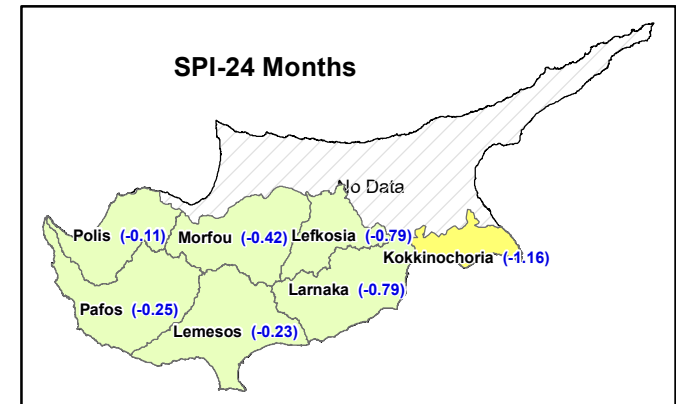 SPI-24 Months
No Data
Polis (-0.11)
Morfou (-0.42)
Lefkosia (-0.79)
Kokkinochoria (-1.16)
Larnaka (-0.79)
Pafos (-0.25)
Lemesos (-0.23)